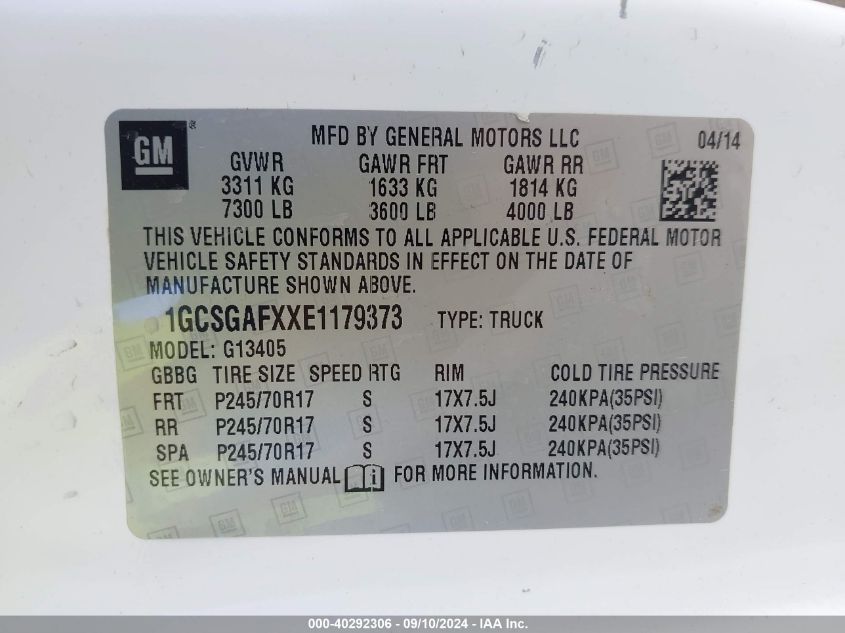 GM
MFD BY GENERAL MOTORS LLC 04/14
GVWR GAWR FRT GAWR RR
3311 KG 1633 KG 1814 KG
7300 LB 3600 LB 4000 LB
THIS VEHICLE CONFORMS TO ALL APPLICABLE U.S. FEDERAL MOTOR
VEHICLE SAFETY STANDARDS IN EFFECT ON THE DATE OF
MANUFACTURE SHOWN ABOVE.
1GCSGAFXXE1179373 TYPE: TRUCK
MODEL: G13405
GBBG TIRE SIZE SPEED RTG RIM COLD TIRE PRESSURE
FRT P245/70R17 S 17X7.5J 240KPA(35PSI)
RR P245/70R17 S 17X7.5J 240KPA(35PSI)
SPA P245/70R17 S 17X7.5J 240KPA(35PSI)
SEE OWNER'S MANUAL i FOR MORE INFORMATION.
000-40292306 - 09/10/2024 - IAA Inc.